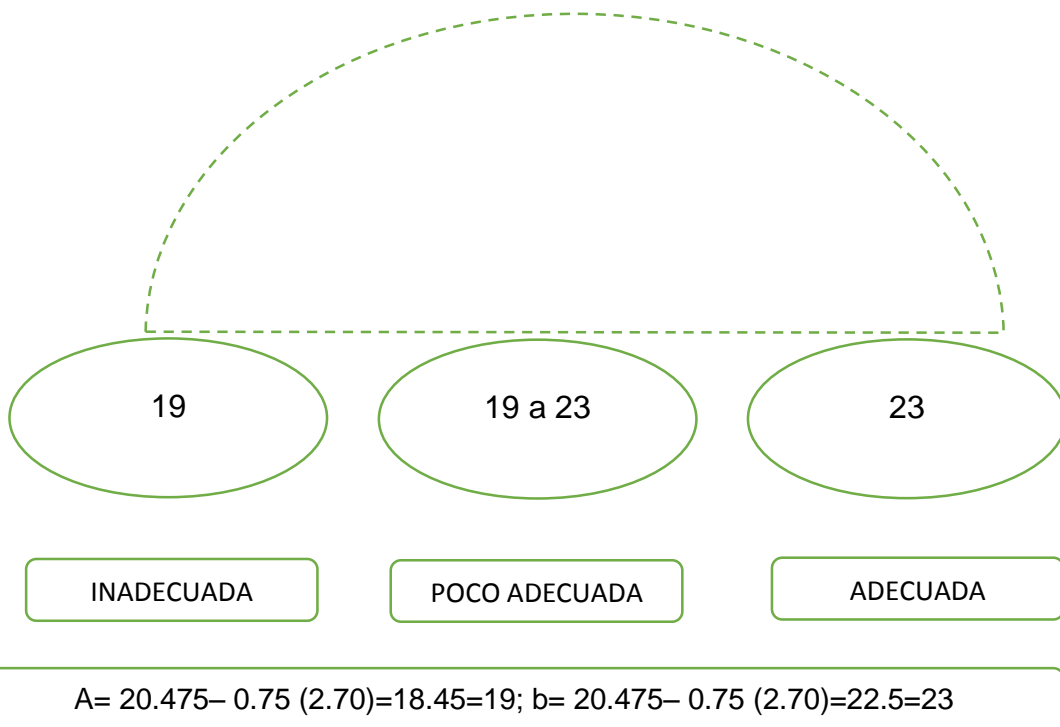 19
19 a 23
23
INADECUADA
POCO ADECUADA
ADECUADA
A= 20.475– 0.75 (2.70)=18.45=19; b= 20.475– 0.75 (2.70)=22.5=23